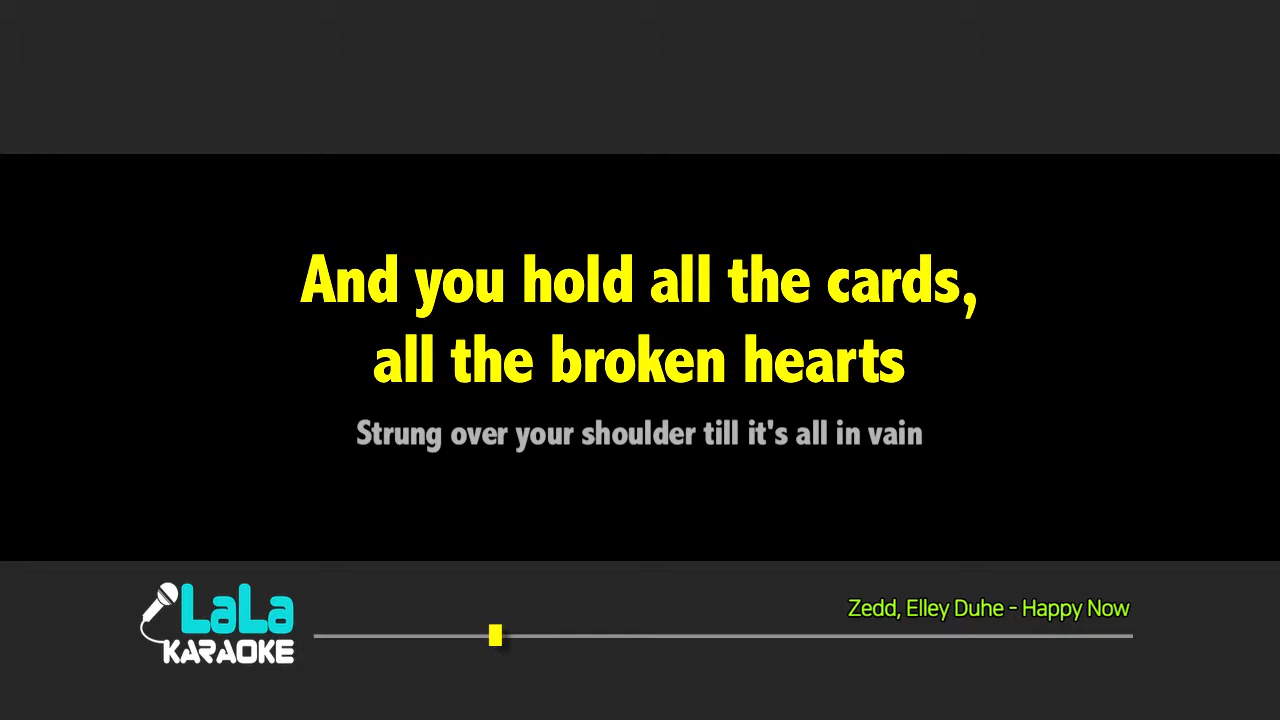 And you hold all the cards,
all the broken hearts
Strung over your shoulder till it's all in vain
LaLa
KARAOKE
Zedd, Elley Duhe - Happy Now